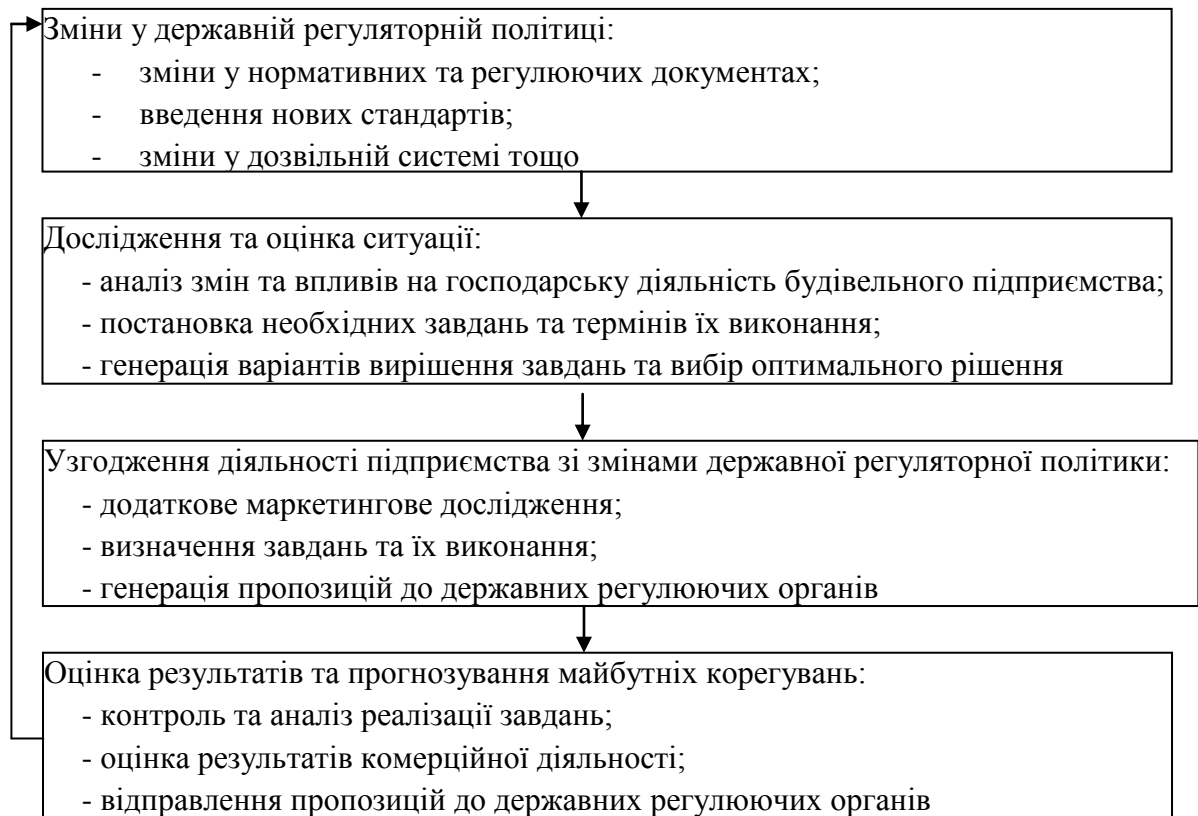 Зміни у державній регуляторній політиці:
- зміни у нормативних та регулюючих документах;
- введення нових стандартів;
- зміни у дозвільній системі тощо
Дослідження та оцінка ситуації:
- аналіз змін та впливів на господарську діяльність будівельного підприємства;
- постановка необхідних завдань та термінів їх виконання;
- генерація варіантів вирішення завдань та вибір оптимального рішення
Узгодження діяльності підприємства зі змінами державної регуляторної політики:
- додаткове маркетингове дослідження;
- визначення завдань та їх виконання;
- генерація пропозицій до державних регулюючих органів
Оцінка результатів та прогнозування майбутніх корегувань:
- контроль та аналіз реалізації завдань;
- оцінка результатів комерційної діяльності;
- відправлення пропозицій до державних регулюючих органів